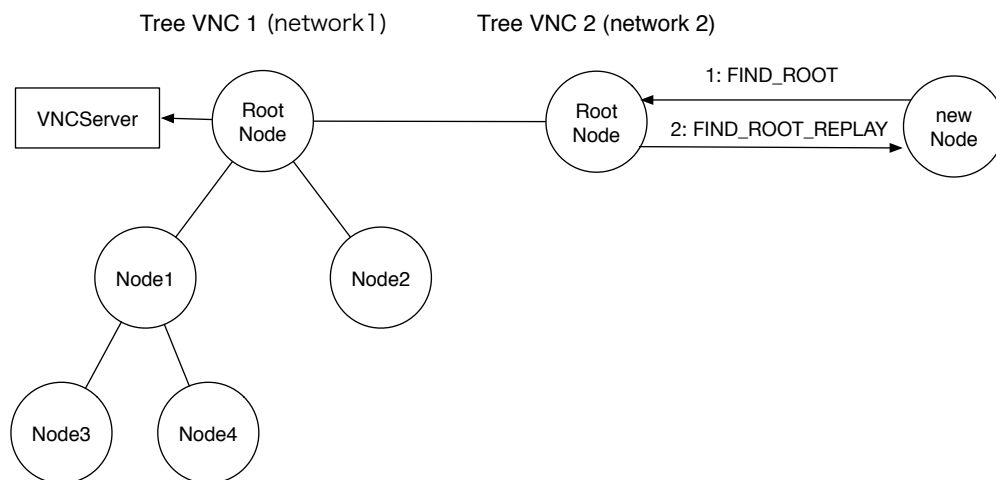 Tree VNC 1 (network1)
Tree VNC 2 (network 2)
VNCServer
Root
Node
Root
Node
1: FIND_ROOT
2: FIND_ROOT_REPLAY
new
Node
Node1
Node2
Node3
Node4